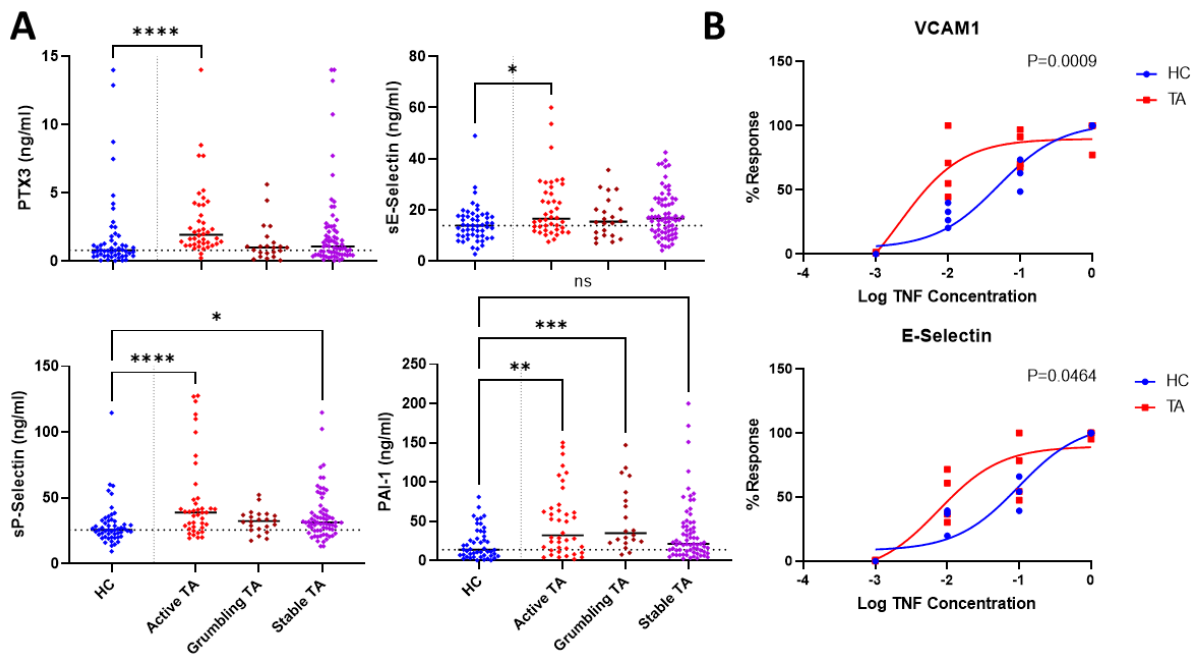 A
****
15
10
5
0
PTX3 (ng/ml)
*
80
60
40
20
0
sE-Selectin (ng/ml)
*
****
150
100
50
0
sP-Selectin (ng/ml)
HC
Active TA
Grumbling TA
Stable TA
ns
***
**
250
200
150
100
50
0
PAI-1 (ng/ml)
HC
Active TA
Grumbling TA
Stable TA
B
VCAM1
P=0.0009
HC
TA
150
100
50
0
% Response
-4
-3
-2
-1
0
Log TNF Concentration
E-Selectin
P=0.0464
HC
TA
150
100
50
0
% Response
-4
-3
-2
-1
0
Log TNF Concentration